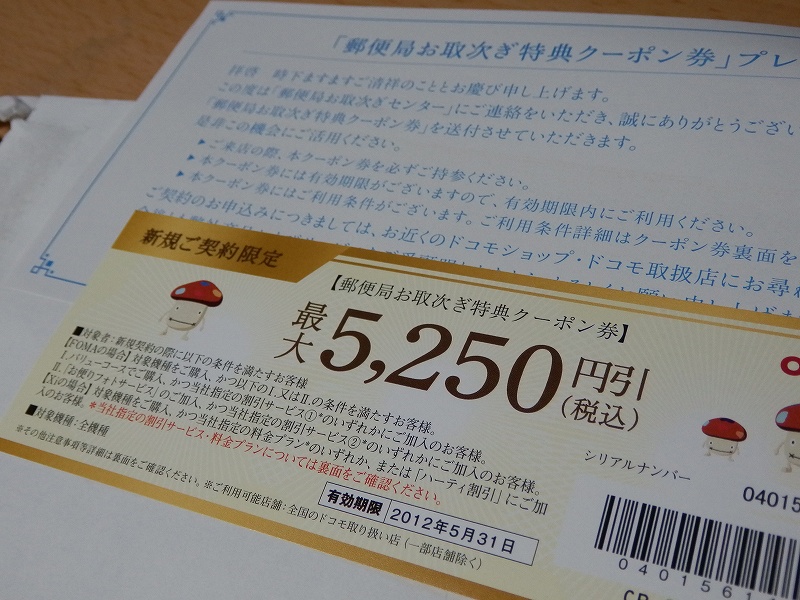 「郵便局お取次ぎ特典クーポン券」プレ
拝啓 時下ますますご清祥のこととお慶び申し上げます。
この度は「郵便局お取次ぎセンター」にご連絡をいただき、誠にありがとうござい
「郵便局お取次ぎ特典クーポン券」を送付させていただきます。
是非この機会にご活用ください。
▶ご来店の際、本クーポン券を必ずご持参ください。
▶本クーポン券には有効期限がございますので、有効期限内にご利用ください。
▶本クーポン券にはご利用条件がございます。ご利用条件詳細はクーポン券裏面を
ご契約のお申込みにつきましては、お近くのドコモショップ・ドコモ取扱店にお尋ね
新規ご契約限定
【郵便局お取次ぎ特典クーポン券】
最大5,250円引(税込)
■対象者:新規契約の際に以下の条件を満たすお客様
【FOMAの場合】対象機種をご購入、かつ以下のⅠ.又はⅡ.の条件を満たすお客様。
Ⅰ.バリューコースでご購入、かつ当社指定の割引サービス①*のいずれかにご加入のお客様。
Ⅱ.「お便りフォトサービス」のご加入、かつ当社指定の割引サービス②*のいずれかにご加入のお客様。
【Xiの場合】対象機種をご購入、かつ当社指定の料金プラン*のいずれか、または「ハーティ割引」にご加
入のお客様。*当社指定の割引サービス・料金プランについては裏面をご確認ください。
■対象機種:全機種
※その他注意事項等詳細は裏面をご確認ください。※ご利用可能店舗:全国のドコモ取り扱い店(一部店舗除く)
有効期限 2012年5月31日
シリアルナンバー
04015
0401561